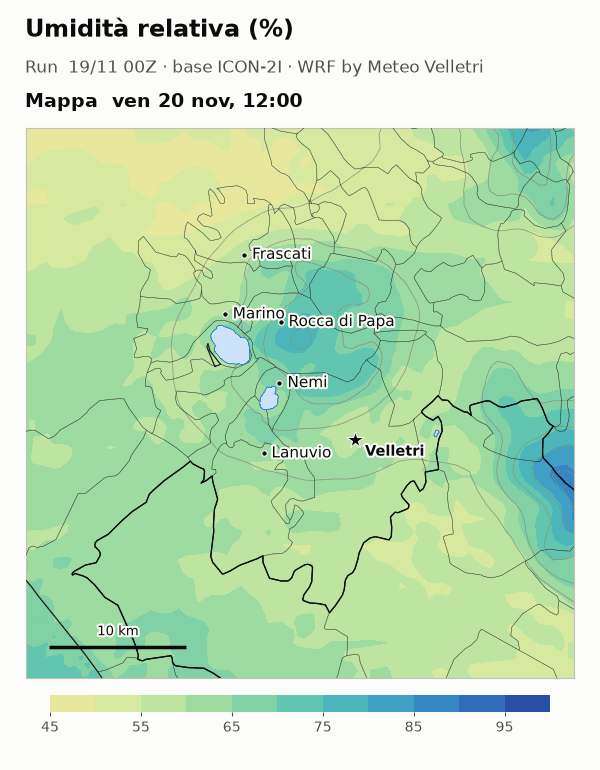 Umidità relativa (%)
Run  19/11 00Z · base ICON-2I · WRF by Meteo Velletri
Mappa  ven 20 nov, 12:00
Frascati
Marino
Rocca di Papa
Nemi
Velletri
Lanuvio
10 km
45 55 65 75 85 95